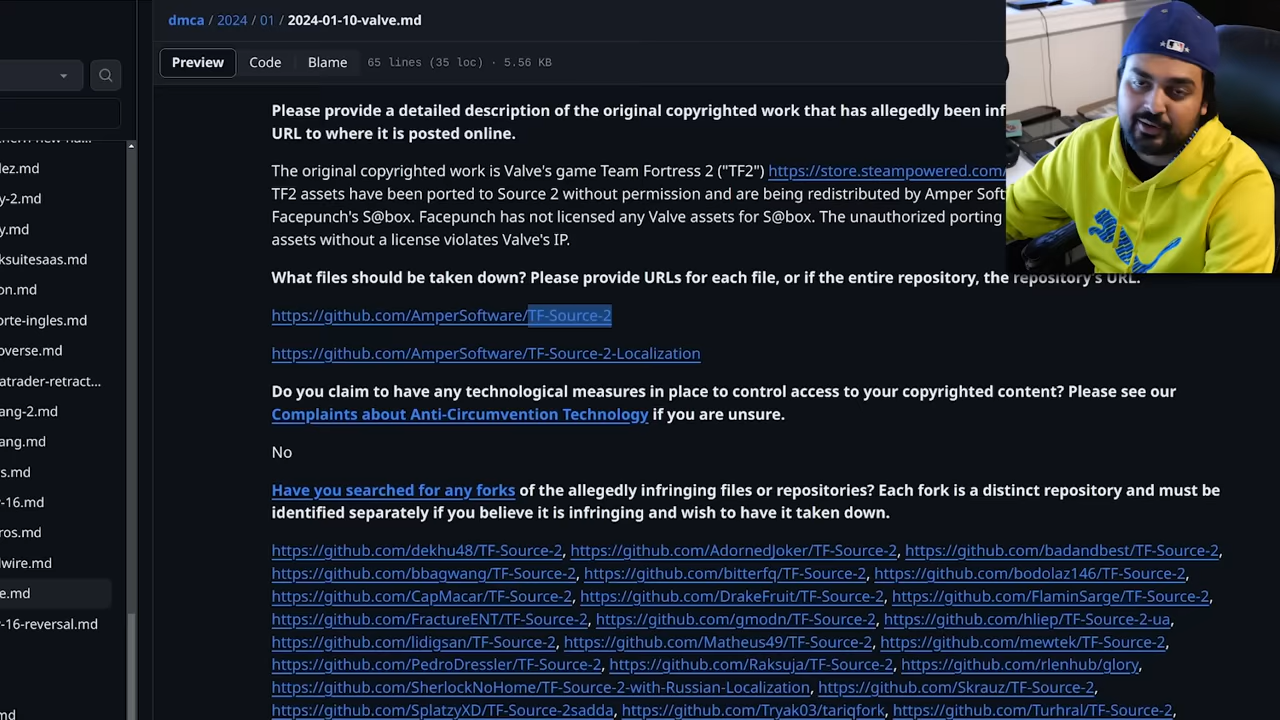 dmca / 2024 / 01 / 2024-01-10-valve.md
Preview Code Blame 65 lines (35 loc) · 5.56 KB
lez.md
y-2.md
y.md
ksuitesaas.md
on.md
orte-ingles.md
overse.md
atrader-retract...
ang-2.md
ang.md
s.md
-16.md
ros.md
dwire.md
e.md
-16-reversal.md
md
Please provide a detailed description of the original copyrighted work that has allegedly been inf
URL to where it is posted online.
The original copyrighted work is Valve's game Team Fortress 2 ("TF2") https://store.steampowered.com/
TF2 assets have been ported to Source 2 without permission and are being redistributed by Amper Soft
Facepunch's S@box. Facepunch has not licensed any Valve assets for S@box. The unauthorized porting
assets without a license violates Valve's IP.
What files should be taken down? Please provide URLs for each file, or if the entire repository, the repository's URL:
https://github.com/AmperSoftware/TF-Source-2
https://github.com/AmperSoftware/TF-Source-2-Localization
Do you claim to have any technological measures in place to control access to your copyrighted content? Please see our
Complaints about Anti-Circumvention Technology if you are unsure.
No
Have you searched for any forks of the allegedly infringing files or repositories? Each fork is a distinct repository and must be
identified separately if you believe it is infringing and wish to have it taken down.
https://github.com/dekhu48/TF-Source-2, https://github.com/AdornedJoker/TF-Source-2, https://github.com/badandbest/TF-Source-2,
https://github.com/bbagwang/TF-Source-2, https://github.com/bitterfq/TF-Source-2, https://github.com/bodolaz146/TF-Source-2,
https://github.com/CapMacar/TF-Source-2, https://github.com/DrakeFruit/TF-Source-2, https://github.com/FlaminSarge/TF-Source-2,
https://github.com/FractureENT/TF-Source-2, https://github.com/gmodn/TF-Source-2, https://github.com/hliep/TF-Source-2-ua,
https://github.com/lidigsan/TF-Source-2, https://github.com/Matheus49/TF-Source-2, https://github.com/mewtek/TF-Source-2,
https://github.com/PedroDressler/TF-Source-2, https://github.com/Raksuja/TF-Source-2, https://github.com/rlenhub/glory,
https://github.com/SherlockNoHome/TF-Source-2-with-Russian-Localization, https://github.com/Skrauz/TF-Source-2,
https://github.com/SplatzyXD/TF-Source-2sadda, https://github.com/Tryak03/tariqfork, https://github.com/Turhral/TF-Source-2,